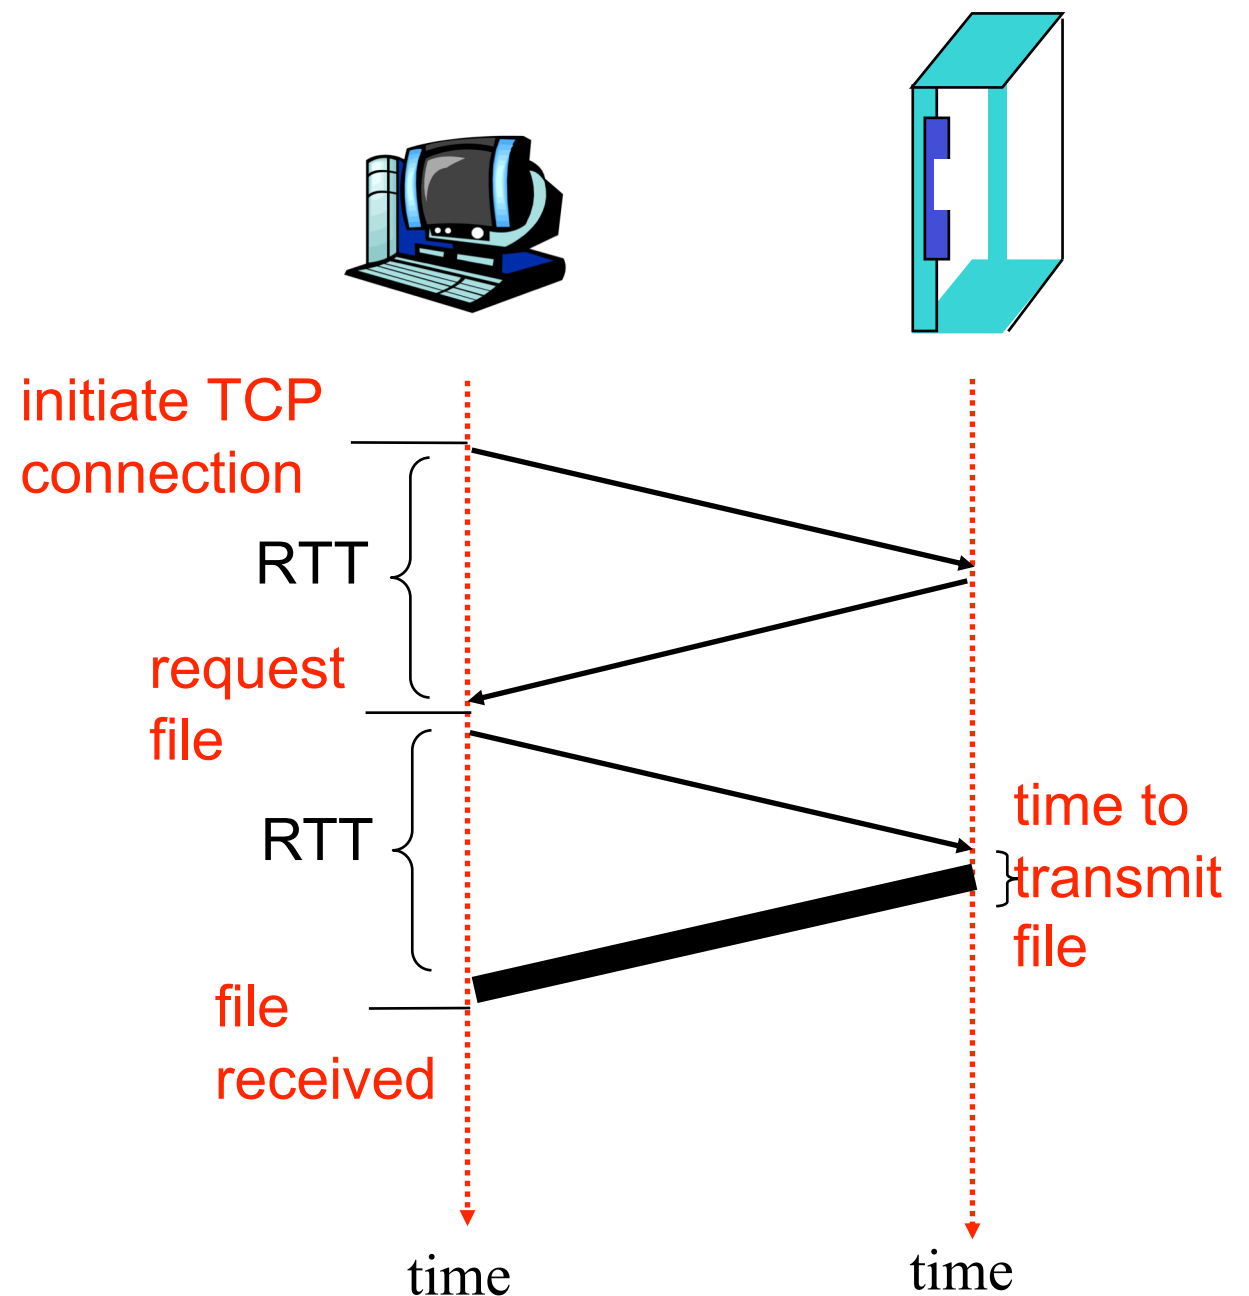 initiate TCP
connection
RTT
request
file
RTT
time to
transmit
file
file
received
time
time